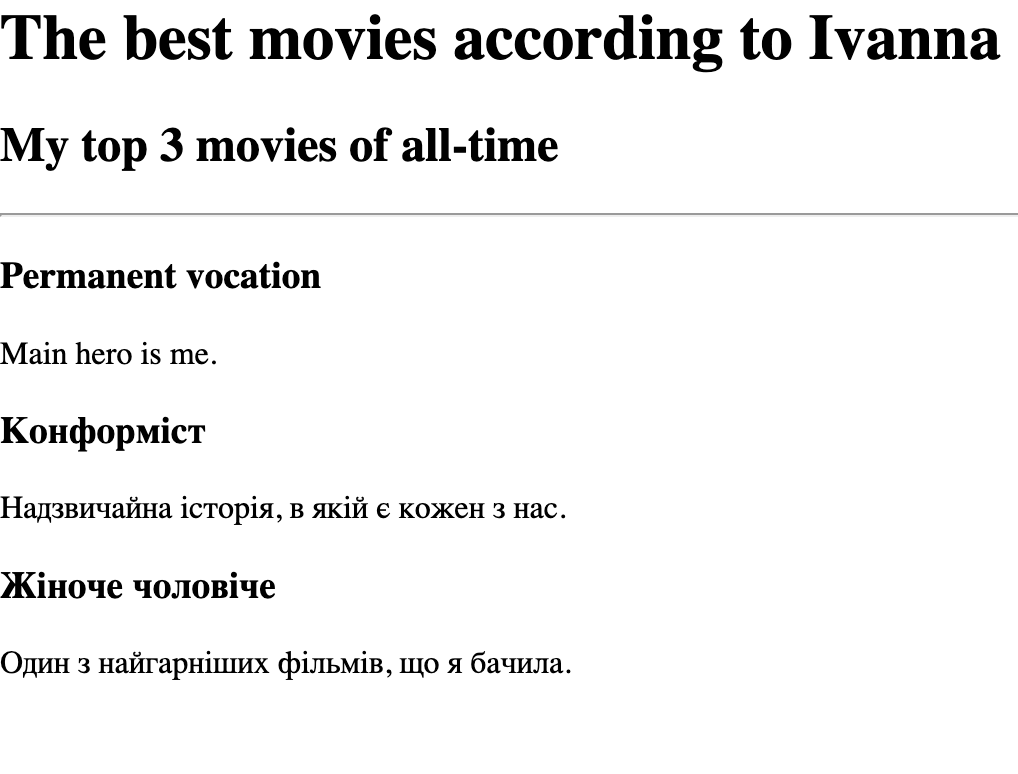 The best movies according to Ivanna
My top 3 movies of all-time
Permanent vocation
Main hero is me.
Конформіст
Надзвичайна історія, в якій є кожен з нас.
Жіноче чоловіче
Один з найгарніших фільмів, що я бачила.